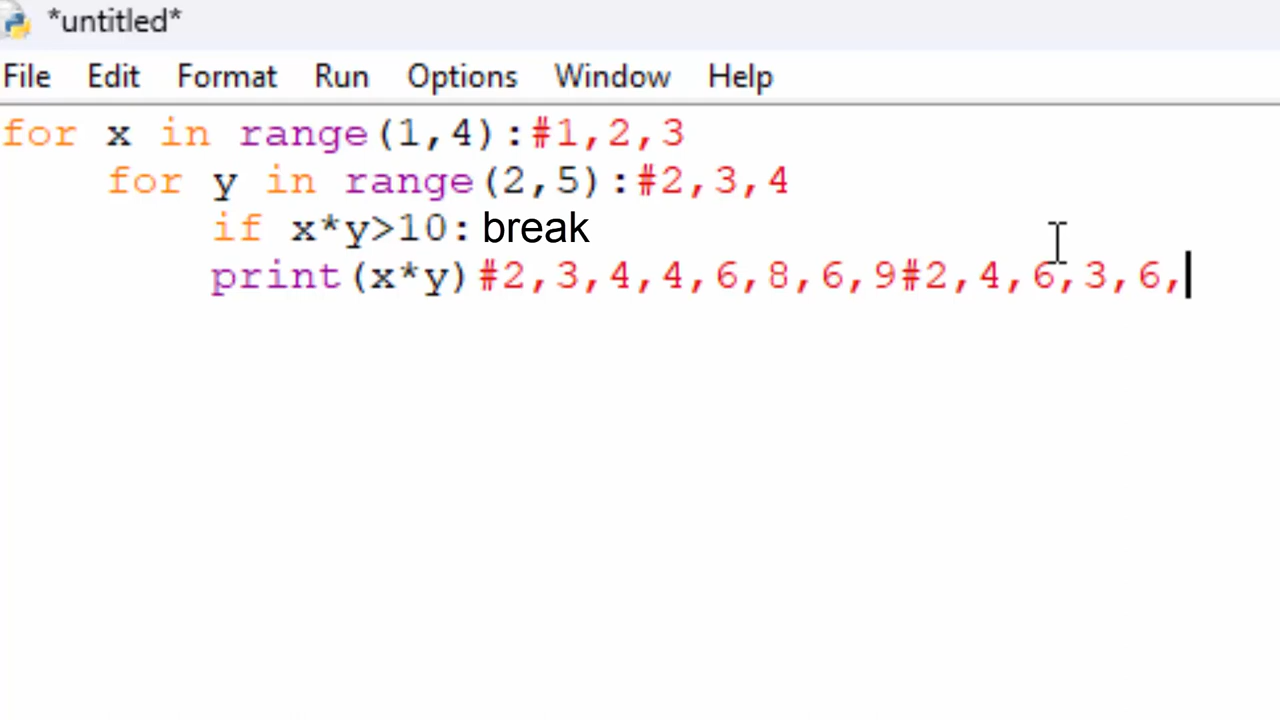 *untitled*
File Edit Format Run Options Window Help
for x in range(1,4):#1,2,3
    for y in range(2,5):#2,3,4
        if x*y>10: break
        print(x*y)#2,3,4,4,6,8,6,9#2,4,6,3,6,